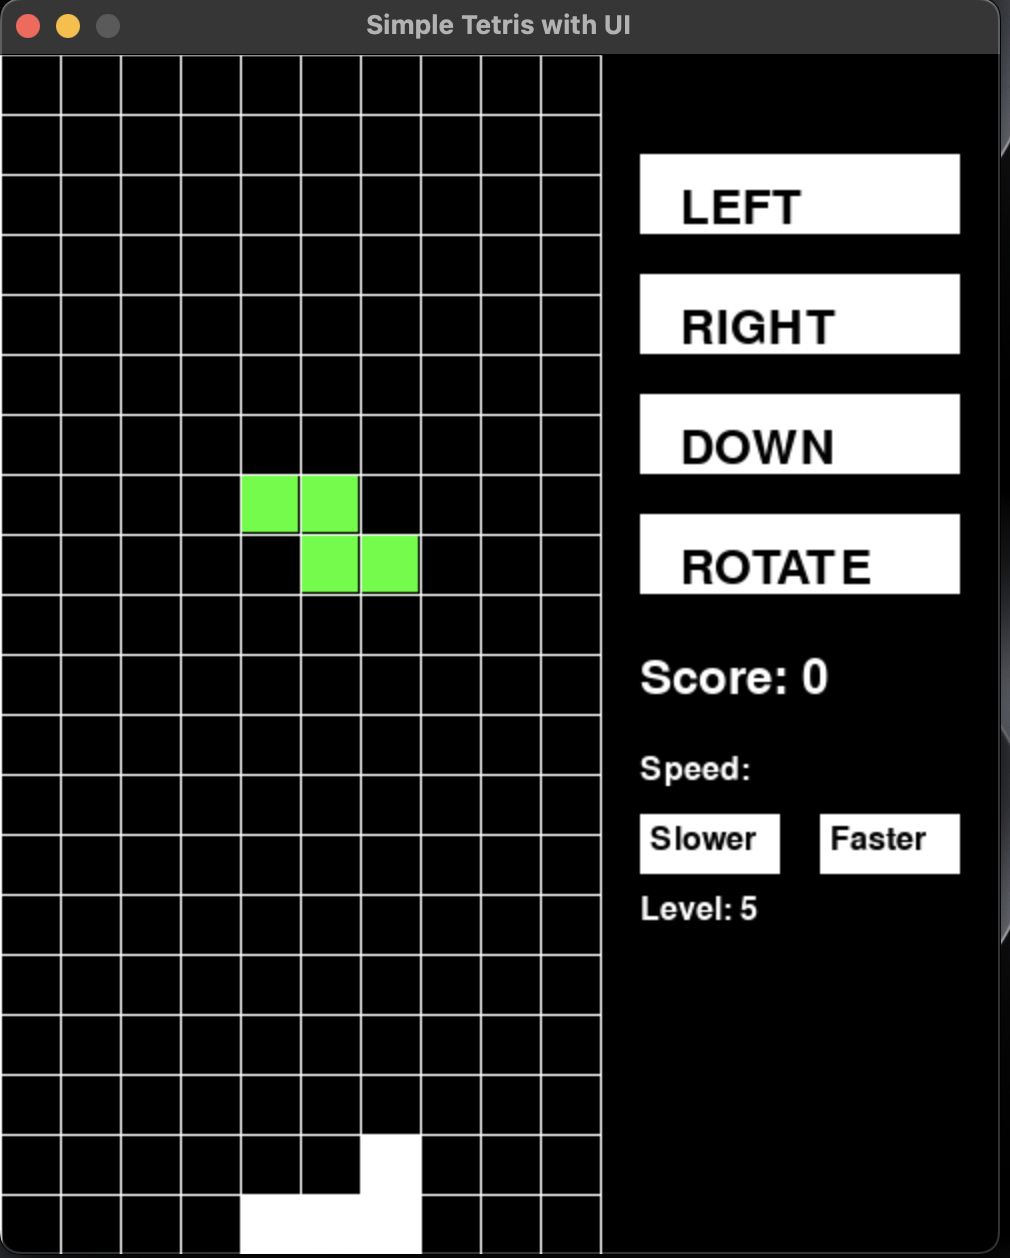 Simple Tetris with UI
LEFT
RIGHT
DOWN
ROTATE
Score: 0
Speed:
Slower
Faster
Level: 5